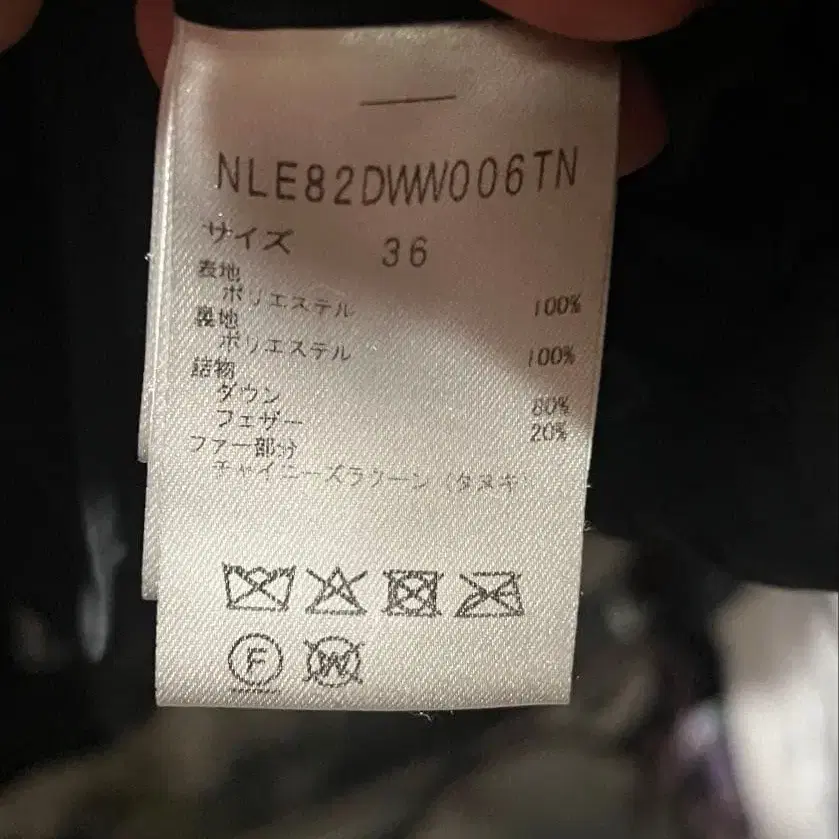 NLE82DWW006TN
サイズ 36
表地
ポリエステル 100%
裏地
ポリエステル 100%
詰物
ダウン 80%
フェザー 20%
ファー部分
チャイニーズラクーン（タヌキ）
F
W